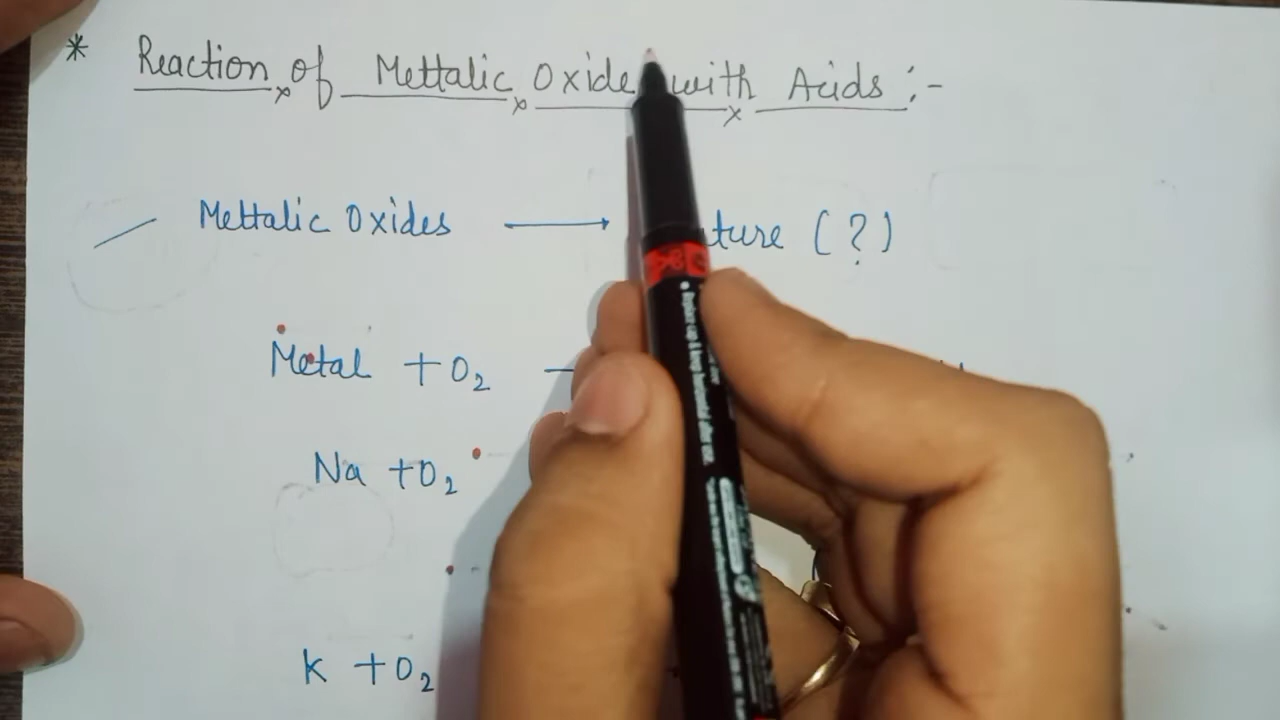 * Reaction of Mettalic Oxide with Acids :-
Mettalic Oxides → ture (?)
Metal + O2
Na + O2
K + O2